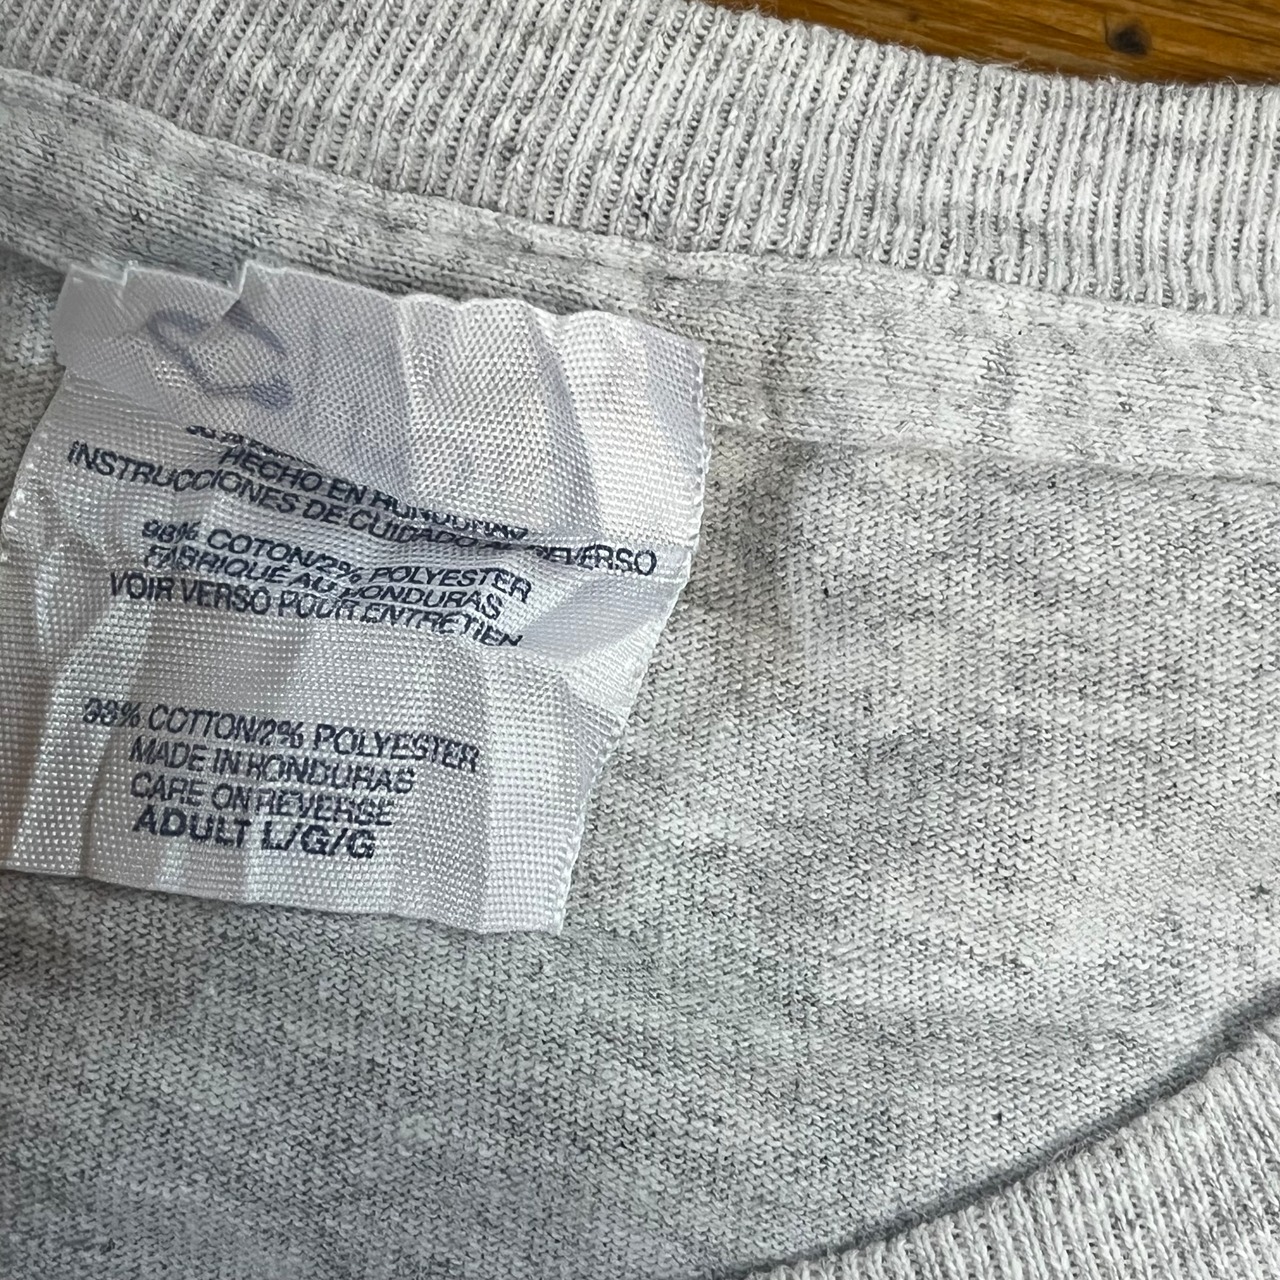 HECHO EN HONDURAS
INSTRUCCIONES DE CUIDADO AL REVERSO
98% COTON/2% POLYESTER
FABRIQUE AU HONDURAS
VOIR VERSO POUR ENTRETIEN
98% COTTON/2% POLYESTER
MADE IN HONDURAS
CARE ON REVERSE
ADULT L/G/G